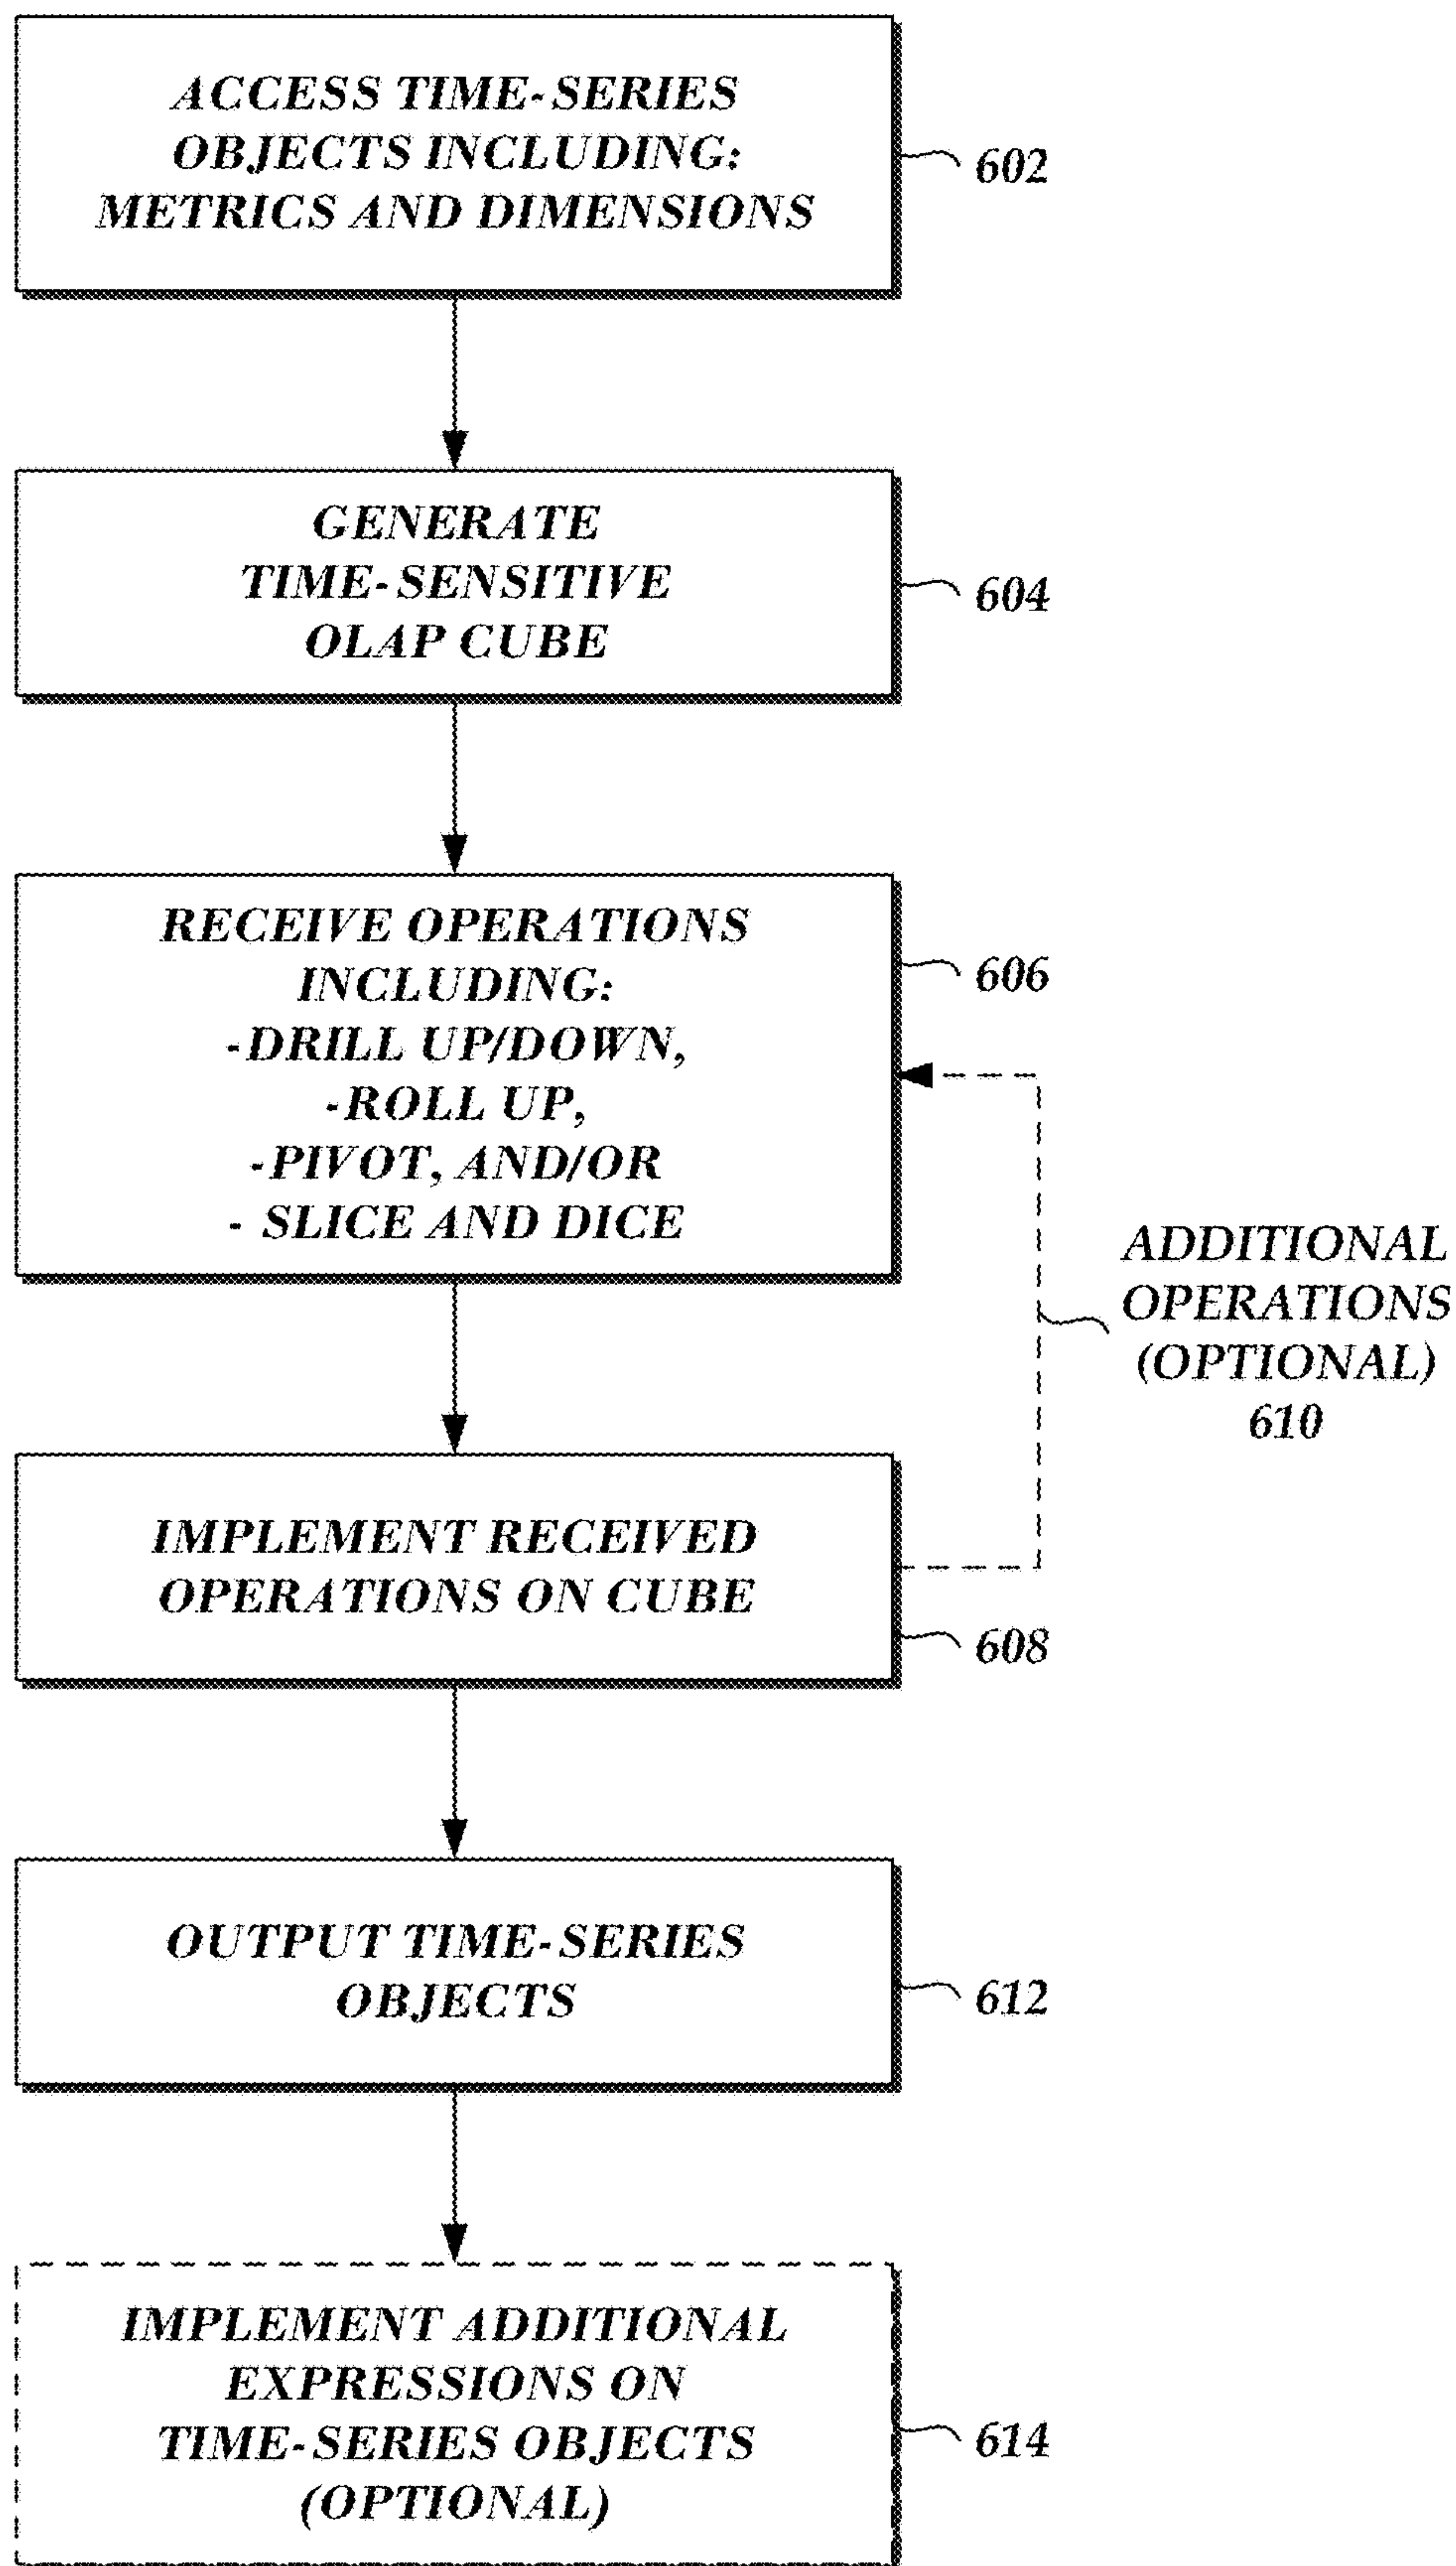 ACCESS TIME-SERIES
OBJECTS INCLUDING:
METRICS AND DIMENSIONS
602
GENERATE
TIME-SENSITIVE
OLAP CUBE
604
RECEIVE OPERATIONS
INCLUDING:
-DRILL UP/DOWN,
-ROLL UP,
-PIVOT, AND/OR
- SLICE AND DICE
606
ADDITIONAL
OPERATIONS
(OPTIONAL)
610
IMPLEMENT RECEIVED
OPERATIONS ON CUBE
608
OUTPUT TIME-SERIES
OBJECTS
612
IMPLEMENT ADDITIONAL
EXPRESSIONS ON
TIME-SERIES OBJECTS
(OPTIONAL)
614